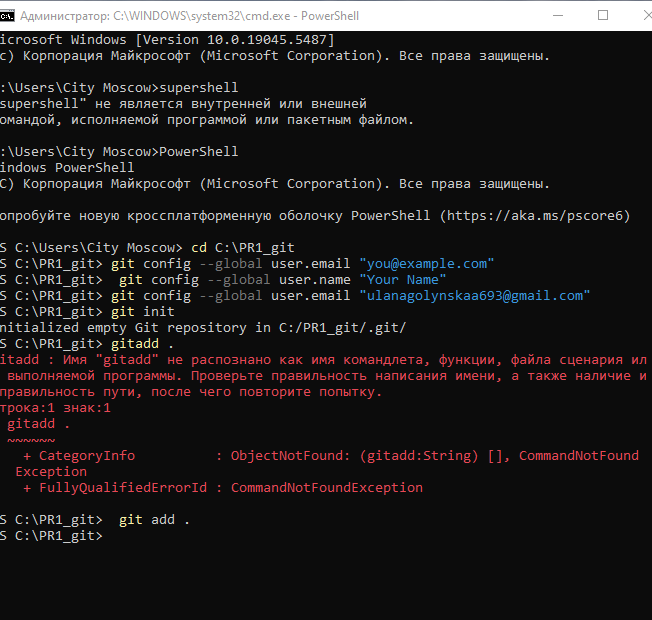 Администратор: C:\WINDOWS\system32\cmd.exe - PowerShell
icrosoft Windows [Version 10.0.19045.5487]
c) Корпорация Майкрософт (Microsoft Corporation). Все права защищены.
:\Users\City Moscow>supershell
supershell" не является внутренней или внешней
омандой, исполняемой программой или пакетным файлом.
:\Users\City Moscow>PowerShell
indows PowerShell
C) Корпорация Майкрософт (Microsoft Corporation). Все права защищены.
опробуйте новую кроссплатформенную оболочку PowerShell (https://aka.ms/pscore6)
S C:\Users\City Moscow> cd C:\PR1_git
S C:\PR1_git> git config --global user.email "you@example.com"
S C:\PR1_git>  git config --global user.name "Your Name"
S C:\PR1_git> git config --global user.email "ulanagolynskaa693@gmail.com"
S C:\PR1_git> git init
nitialized empty Git repository in C:/PR1_git/.git/
S C:\PR1_git> gitadd .
itadd : Имя "gitadd" не распознано как имя командлета, функции, файла сценария ил
 выполняемой программы. Проверьте правильность написания имени, а также наличие и
правильность пути, после чего повторите попытку.
трока:1 знак:1
 gitadd .
 ~~~~~~
+ CategoryInfo          : ObjectNotFound: (gitadd:String) [], CommandNotFound
Exception
+ FullyQualifiedErrorId : CommandNotFoundException
S C:\PR1_git>  git add .
S C:\PR1_git>